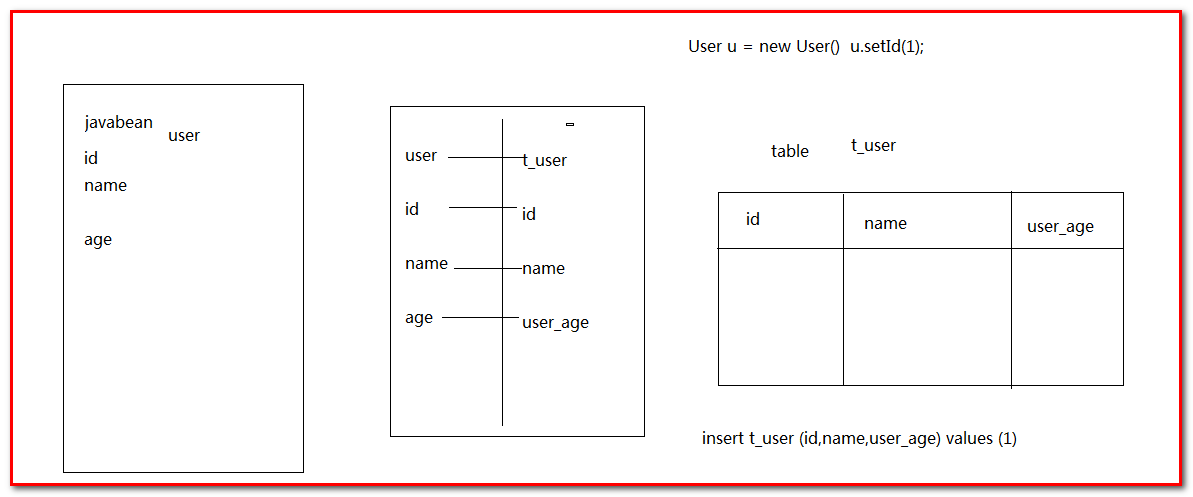 User u = new User()  u.setId(1);
javabean
user
id
name
age
user
t_user
id
id
name
name
age
user_age
table
t_user
id
name
user_age
insert t_user (id,name,user_age) values (1)